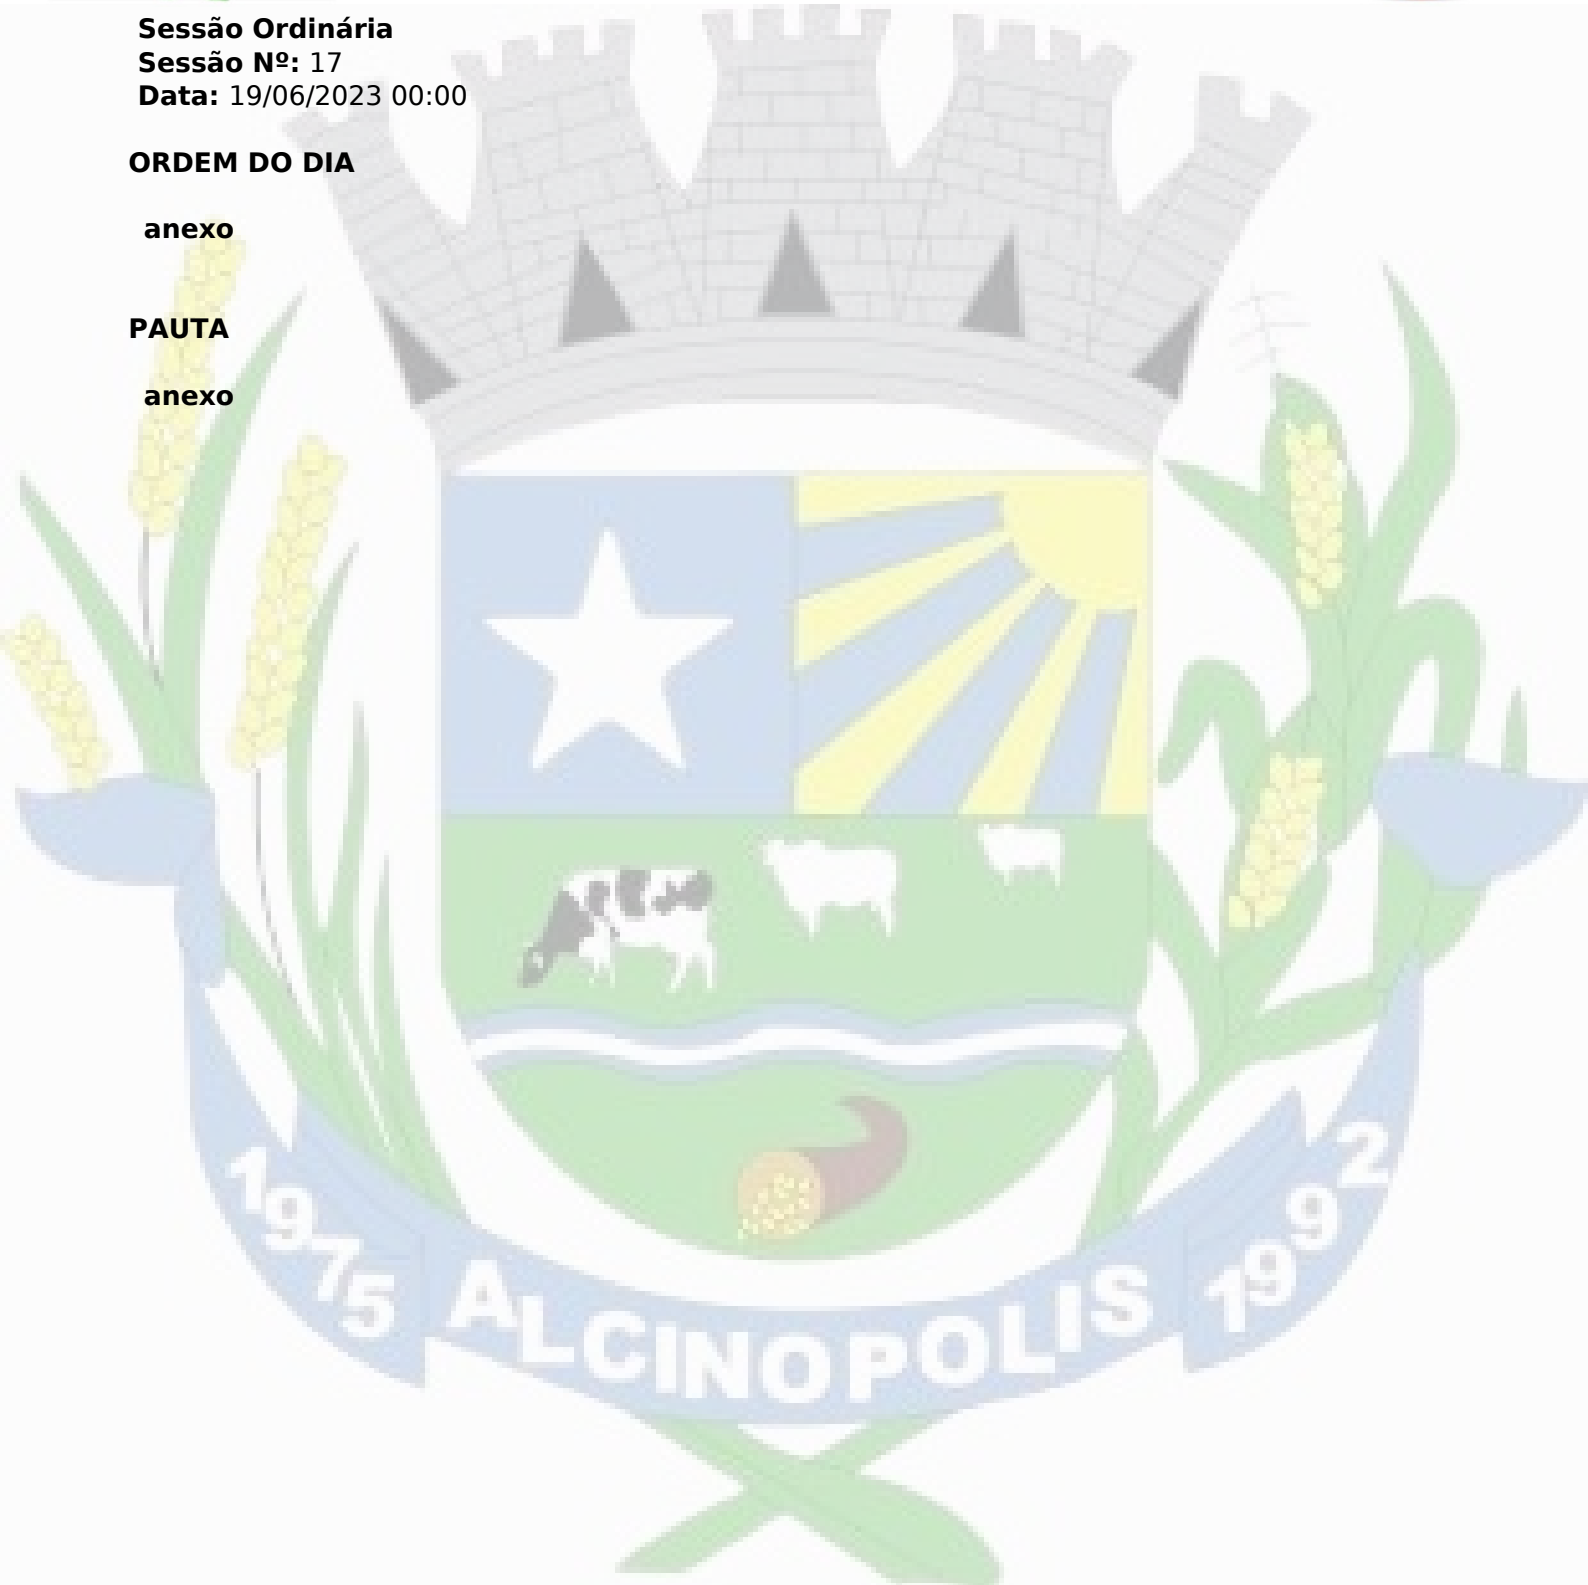 Sessão Ordinária
Sessão Nº: 17
Data: 19/06/2023 00:00
ORDEM DO DIA
anexo
PAUTA
anexo
1975 ALCINOPOLIS 1992